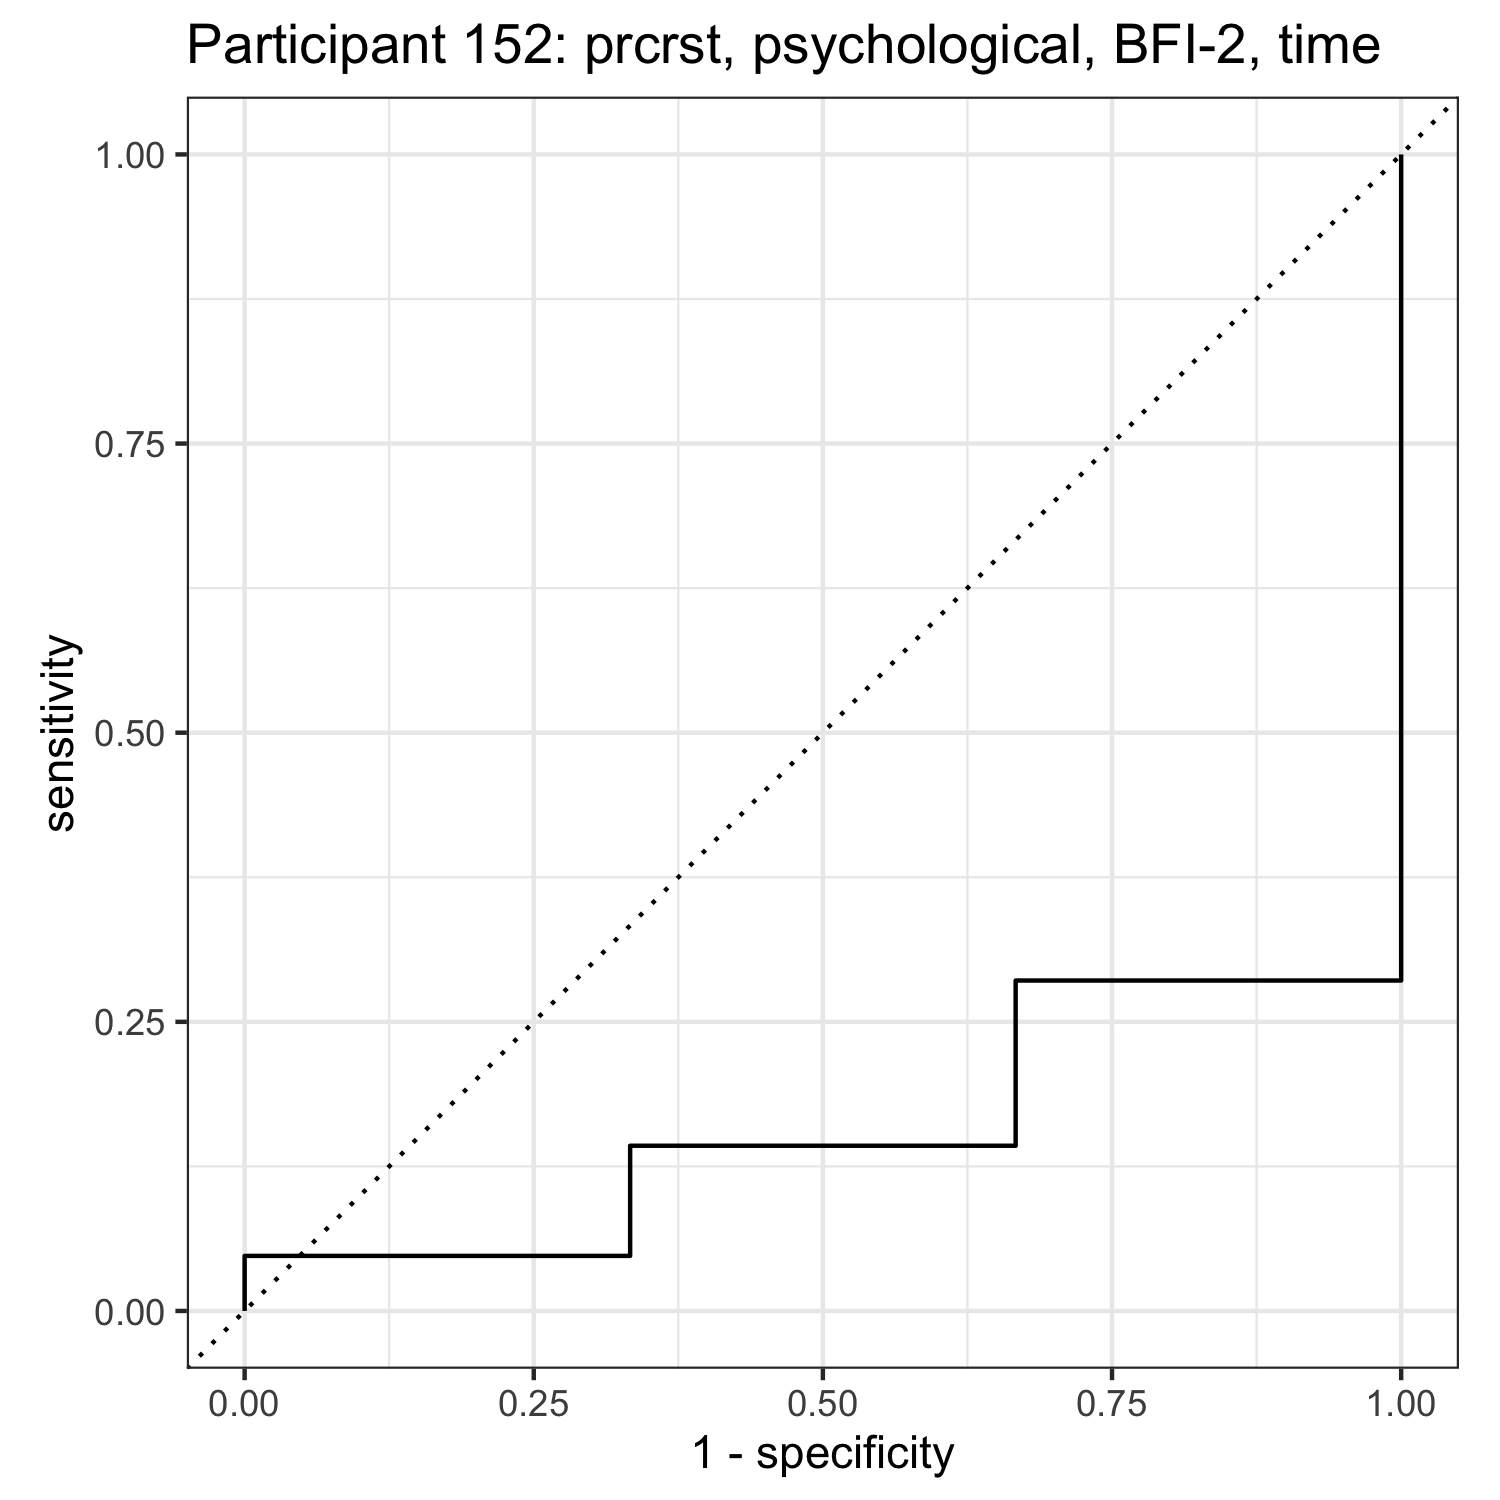 Participant 152: prcrst, psychological, BFI-2, time
1.00
0.75
0.50
0.25
0.00
sensitivity
0.00 0.25 0.50 0.75 1.00
1 - specificity